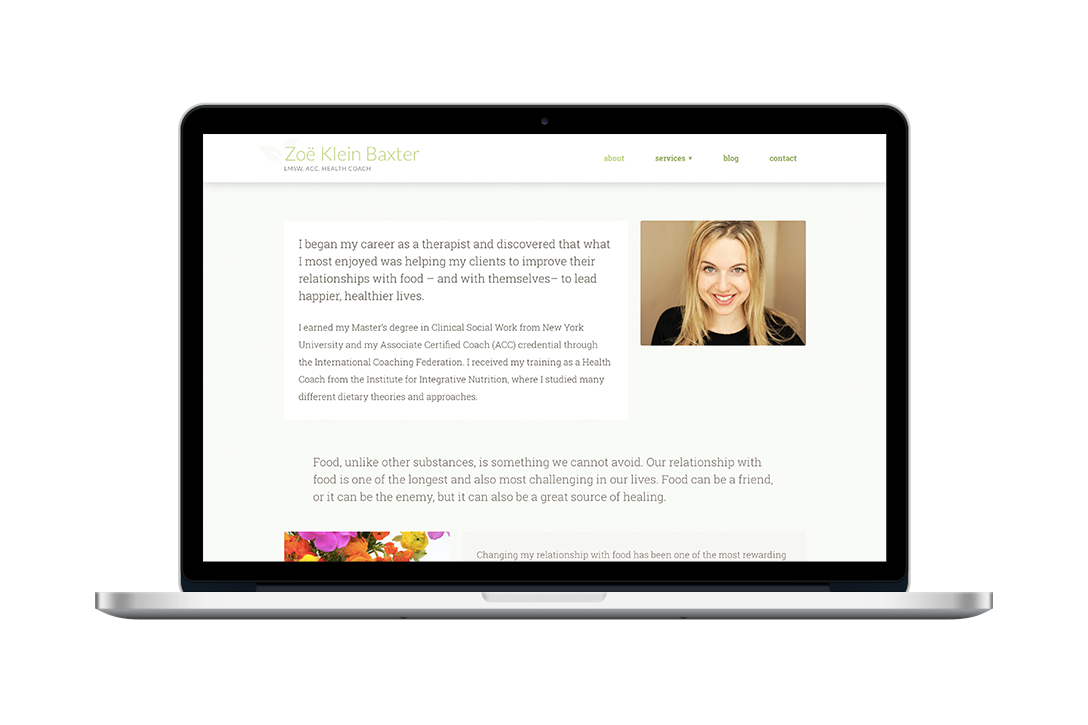 Zoë Klein Baxter
LMSW, ACC, HEALTH COACH
about services ▾ blog contact
I began my career as a therapist and discovered that what
I most enjoyed was helping my clients to improve their
relationships with food – and with themselves– to lead
happier, healthier lives.
I earned my Master's degree in Clinical Social Work from New York
University and my Associate Certified Coach (ACC) credential through
the International Coaching Federation. I received my training as a Health
Coach from the Institute for Integrative Nutrition, where I studied many
different dietary theories and approaches.
Food, unlike other substances, is something we cannot avoid. Our relationship with
food is one of the longest and also most challenging in our lives. Food can be a friend,
or it can be the enemy, but it can also be a great source of healing.
Changing my relationship with food has been one of the most rewarding